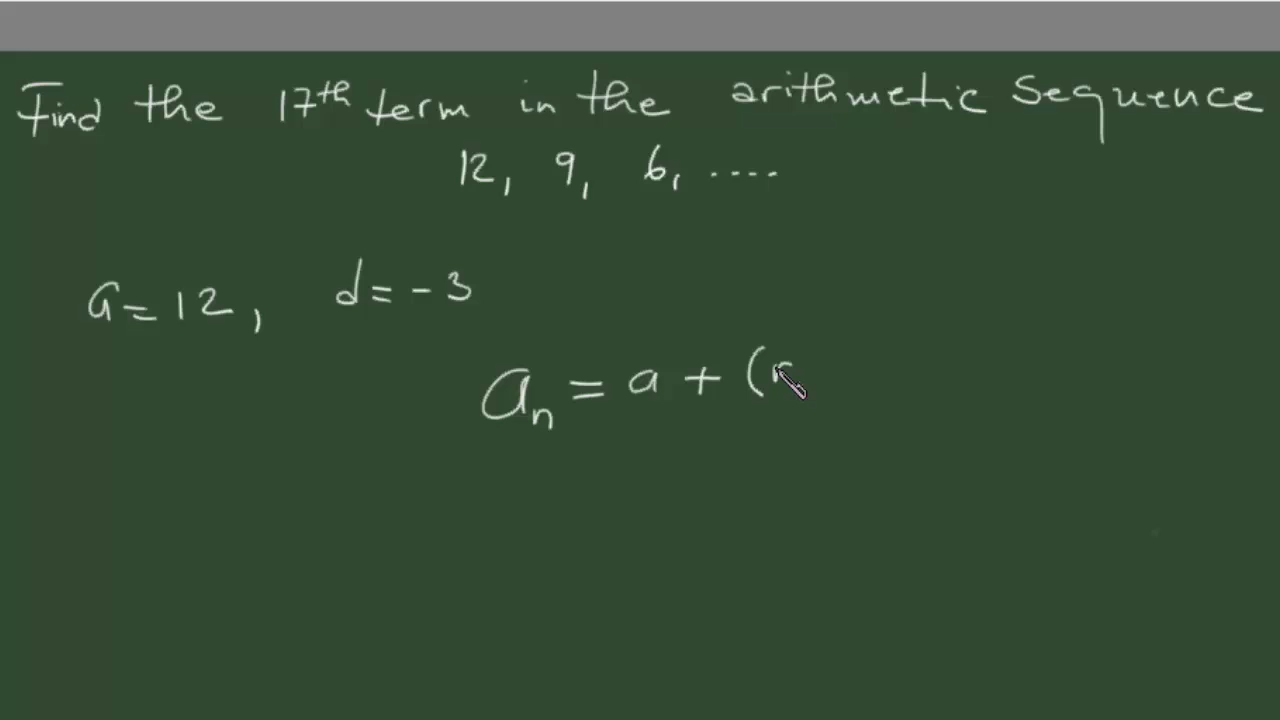 Find the 17th term in the arithmetic Sequence
12, 9, 6, ....
a = 12, d = - 3
an = a + (n